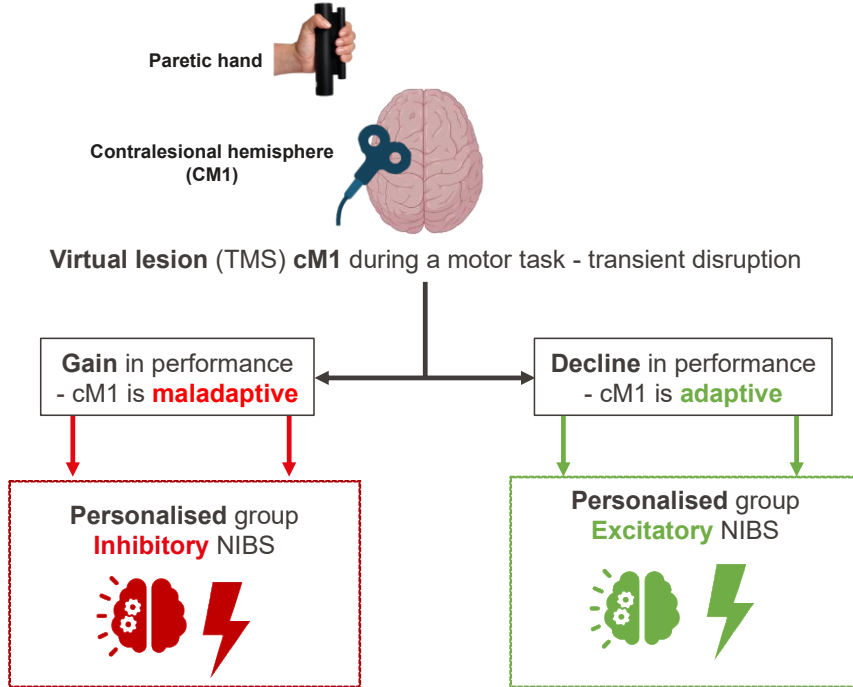 Paretic hand
Contralesional hemisphere
(CM1)
Virtual lesion (TMS) cM1 during a motor task - transient disruption
Gain in performance
- cM1 is maladaptive
Decline in performance
- cM1 is adaptive
Personalised group
Inhibitory NIBS
Personalised group
Excitatory NIBS